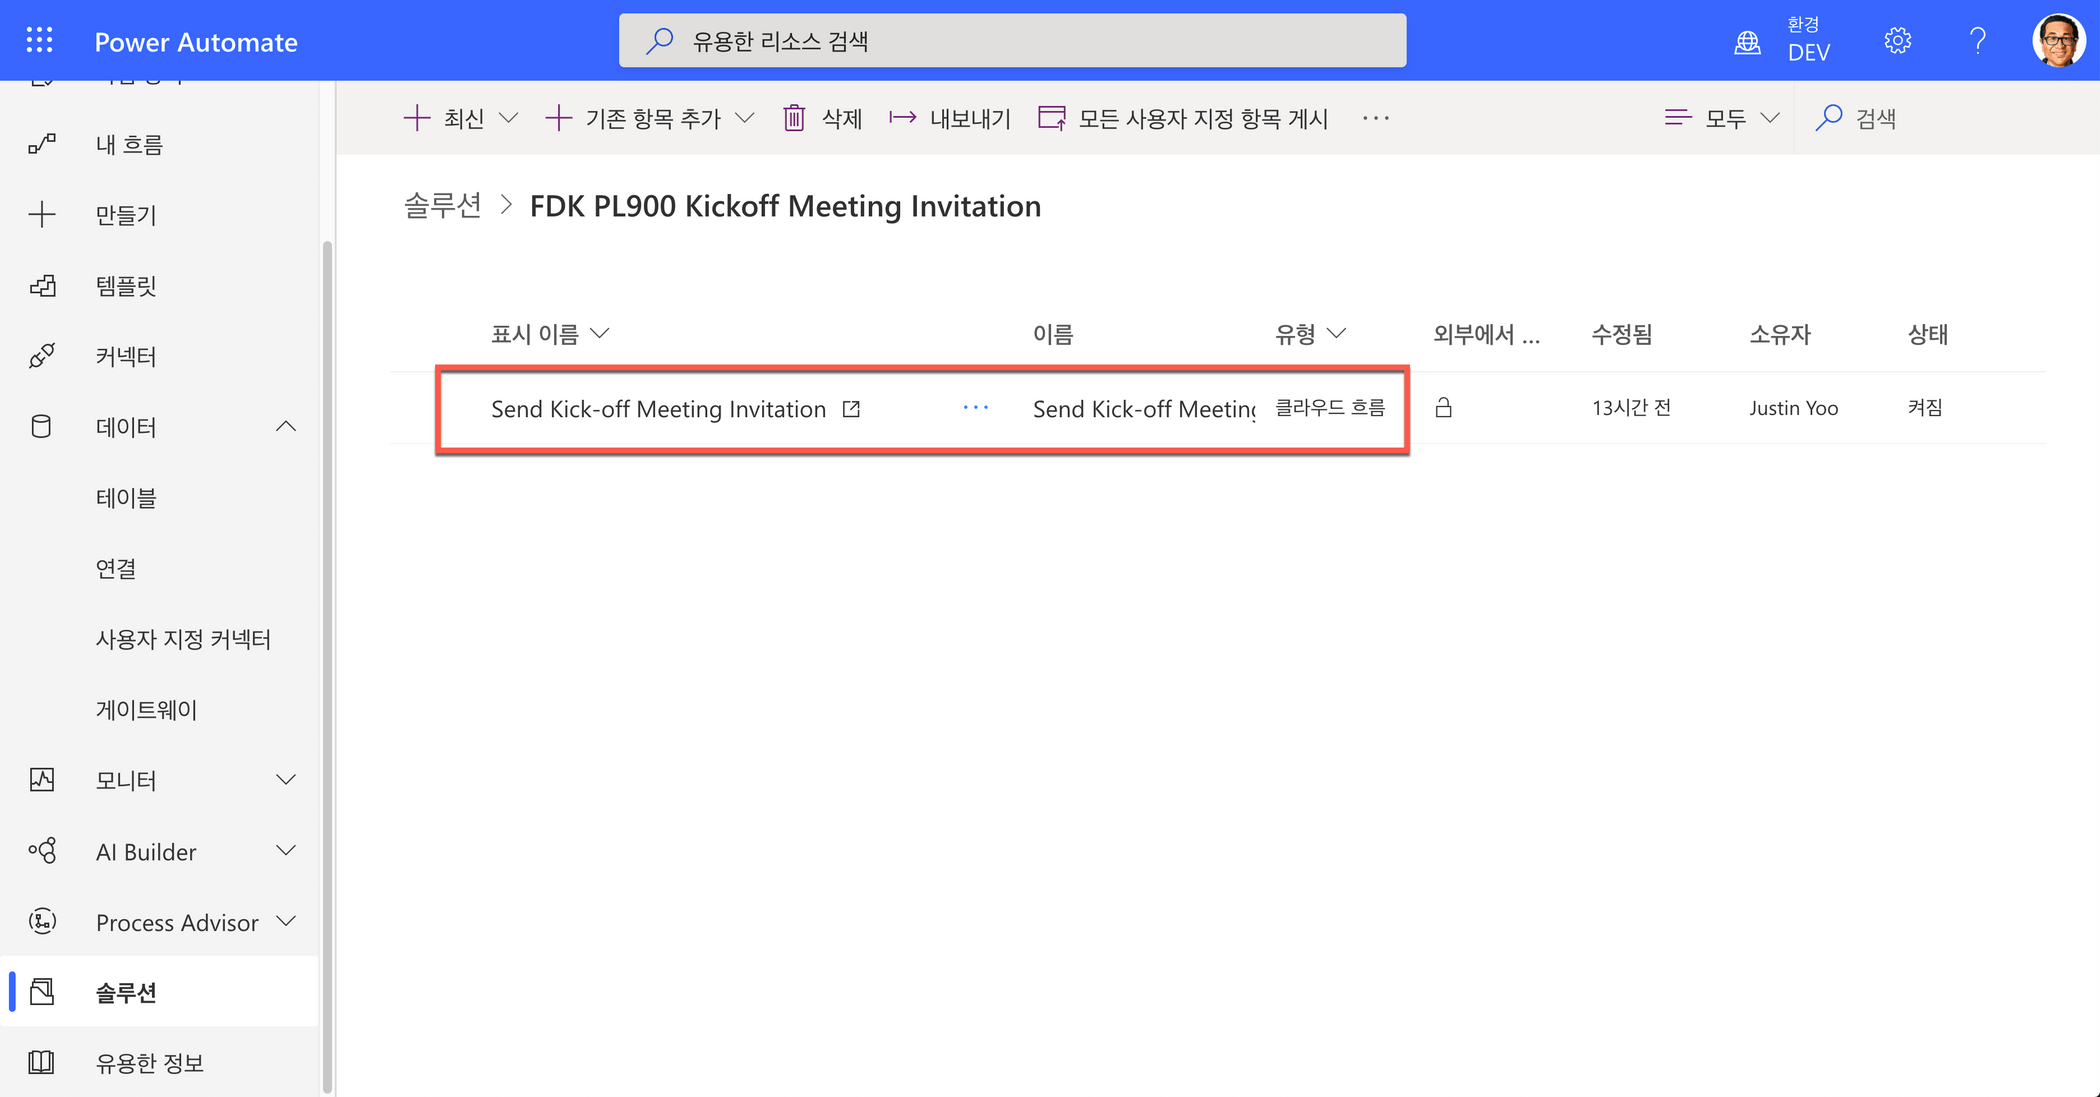 Power Automate
유용한 리소스 검색
환경
DEV
최신
기존 항목 추가
삭제
내보내기
모든 사용자 지정 항목 게시
모두
검색
내 흐름
만들기
템플릿
커넥터
데이터
테이블
연결
사용자 지정 커넥터
게이트웨이
모니터
AI Builder
Process Advisor
솔루션
유용한 정보
솔루션 > FDK PL900 Kickoff Meeting Invitation
표시 이름 이름 유형 외부에서 ... 수정됨 소유자 상태
Send Kick-off Meeting Invitation ... Send Kick-off Meeting 클라우드 흐름 13시간 전 Justin Yoo 켜짐